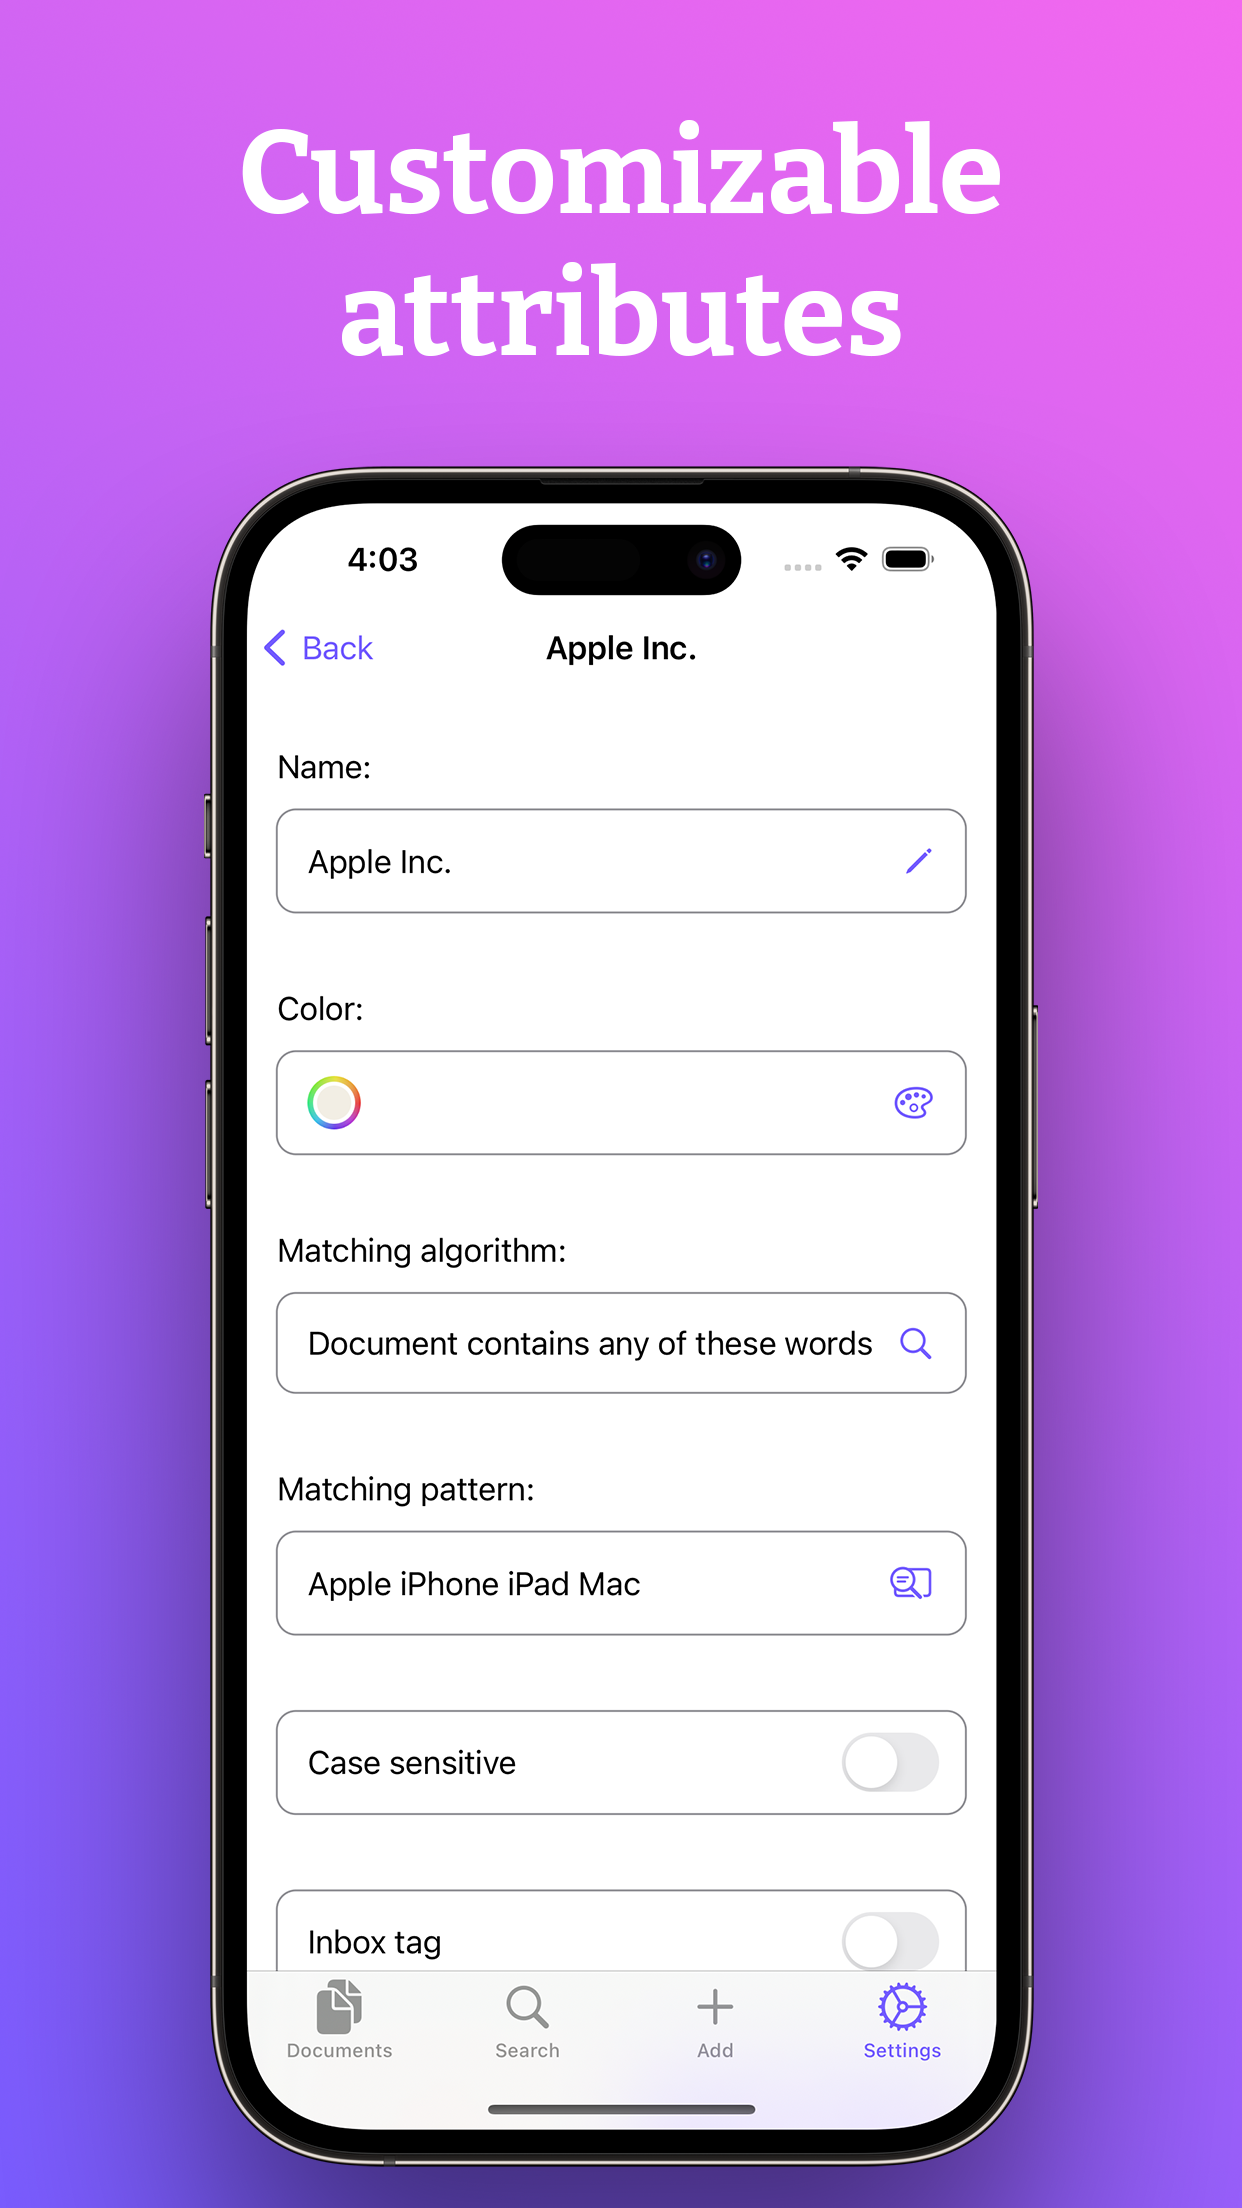 Customizable
attributes
4:03
Back
Apple Inc.
Name:
Apple Inc.
Color:
Matching algorithm:
Document contains any of these words
Matching pattern:
Apple iPhone iPad Mac
Case sensitive
Inbox tag
Documents
Search
Add
Settings